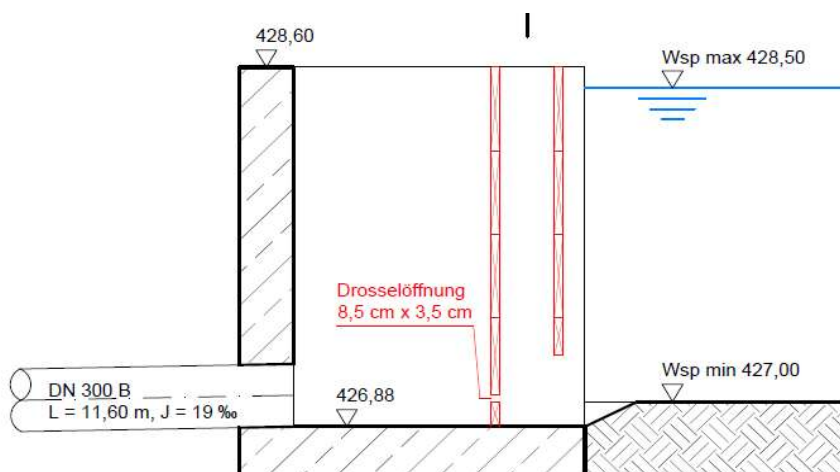 428,60
Wsp max 428,50
Drosselöffnung
8,5 cm x 3,5 cm
Wsp min 427,00
DN 300 B
L = 11,60 m, J = 19 ‰
426,88